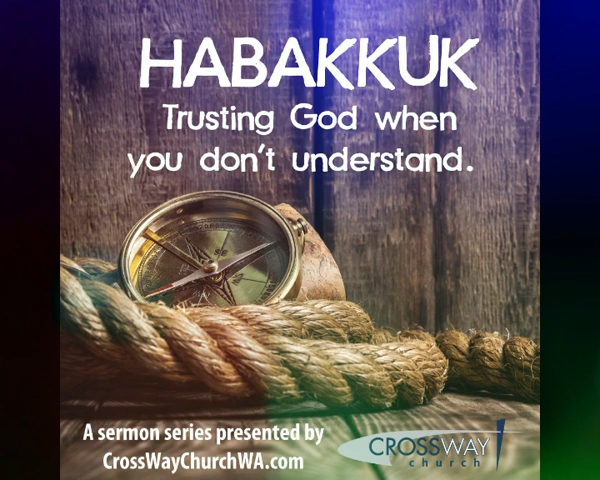 HABAKKUK
Trusting God when
you don't understand.
A sermon series presented by
CrossWayChurchWA.com
CROSSWAY
church